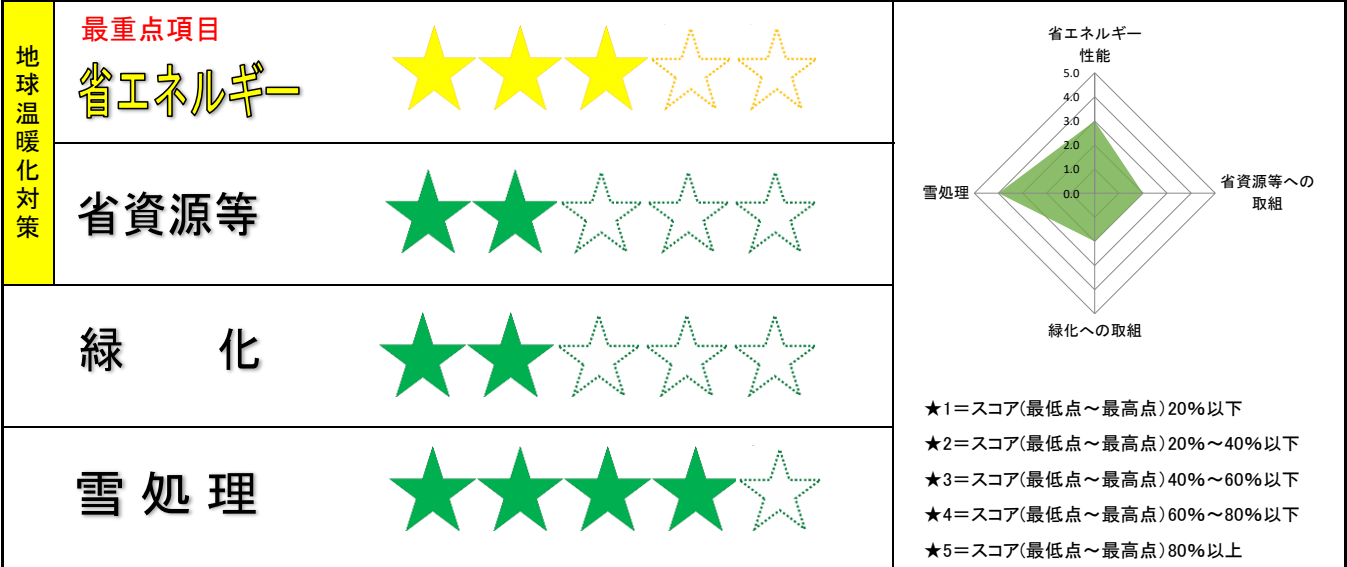 地球温暖化対策
最重点項目
省エネルギー
省資源等
緑 化
雪処理
省エネルギー
性能
5.0
4.0
3.0
2.0
1.0
0.0
雪処理
省資源等への
取組
緑化への取組
★1＝スコア(最低点～最高点)20%以下
★2＝スコア(最低点～最高点)20%～40%以下
★3＝スコア(最低点～最高点)40%～60%以下
★4＝スコア(最低点～最高点)60%～80%以下
★5＝スコア(最低点～最高点)80%以上